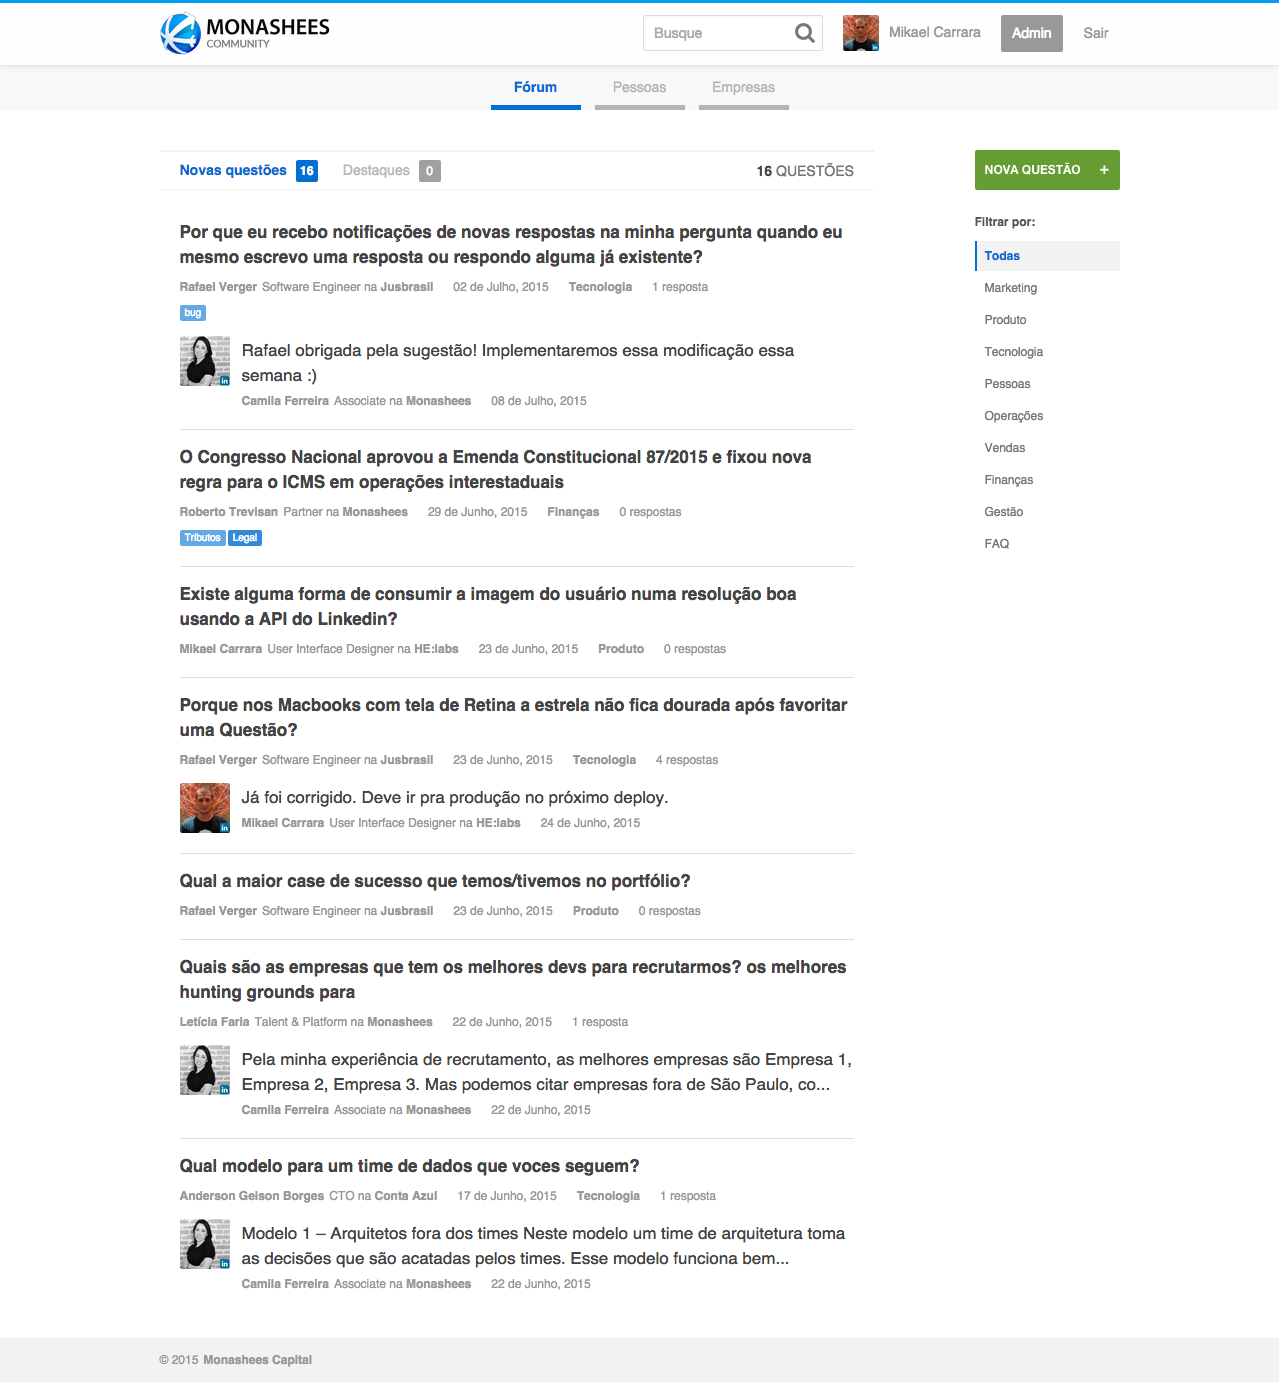 MONASHEES
COMMUNITY
Busque
Mikael Carrara
Admin
Sair
Fórum
Pessoas
Empresas
Novas questões 16
Destaques 0
16 QUESTÕES
Por que eu recebo notificações de novas respostas na minha pergunta quando eu
mesmo escrevo uma resposta ou respondo alguma já existente?
Rafael Verger Software Engineer na Jusbrasil 02 de Julho, 2015 Tecnologia 1 resposta
bug
Rafael obrigada pela sugestão! Implementaremos essa modificação essa
semana :)
Camila Ferreira Associate na Monashees 08 de Julho, 2015
O Congresso Nacional aprovou a Emenda Constitucional 87/2015 e fixou nova
regra para o ICMS em operações interestaduais
Roberto Trevisan Partner na Monashees 29 de Junho, 2015 Finanças 0 respostas
Tributos Legal
Existe alguma forma de consumir a imagem do usuário numa resolução boa
usando a API do Linkedin?
Mikael Carrara User Interface Designer na HE:labs 23 de Junho, 2015 Produto 0 respostas
Porque nos Macbooks com tela de Retina a estrela não fica dourada após favoritar
uma Questão?
Rafael Verger Software Engineer na Jusbrasil 23 de Junho, 2015 Tecnologia 4 respostas
in
Já foi corrigido. Deve ir pra produção no próximo deploy.
Mikael Carrara User Interface Designer na HE:labs 24 de Junho, 2015
Qual a maior case de sucesso que temos/tivemos no portfólio?
Rafael Verger Software Engineer na Jusbrasil 23 de Junho, 2015 Produto 0 respostas
Quais são as empresas que tem os melhores devs para recrutarmos? os melhores
hunting grounds para
Letícia Faria Talent & Platform na Monashees 22 de Junho, 2015 1 resposta
Pela minha experiência de recrutamento, as melhores empresas são Empresa 1,
Empresa 2, Empresa 3. Mas podemos citar empresas fora de São Paulo, co...
Camila Ferreira Associate na Monashees 22 de Junho, 2015
Qual modelo para um time de dados que voces seguem?
Anderson Gelson Borges CTO na Conta Azul 17 de Junho, 2015 Tecnologia 1 resposta
Modelo 1 – Arquitetos fora dos times Neste modelo um time de arquitetura toma
as decisões que são acatadas pelos times. Esse modelo funciona bem...
Camila Ferreira Associate na Monashees 22 de Junho, 2015
NOVA QUESTÃO +
Filtrar por:
Todas
Marketing
Produto
Tecnologia
Pessoas
Operações
Vendas
Finanças
Gestão
FAQ
© 2015 Monashees Capital